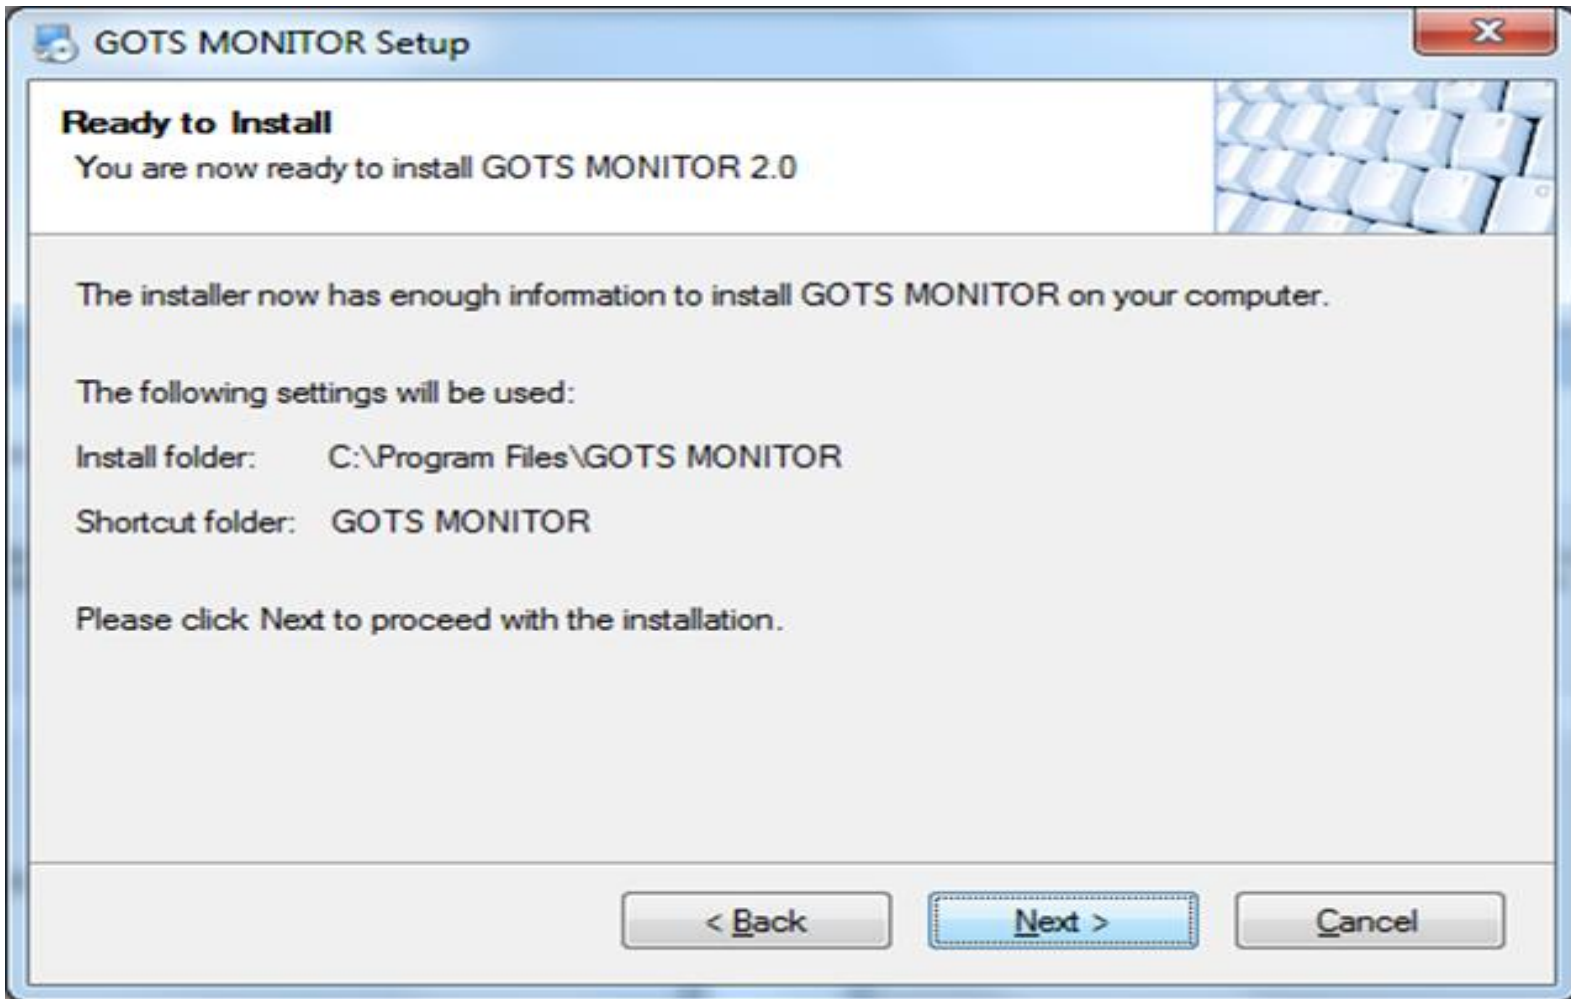 GOTS MONITOR Setup
Ready to Install
You are now ready to install GOTS MONITOR 2.0
The installer now has enough information to install GOTS MONITOR on your computer.
The following settings will be used:
Install folder: C:\Program Files\GOTS MONITOR
Shortcut folder: GOTS MONITOR
Please click Next to proceed with the installation.
< Back Next > Cancel